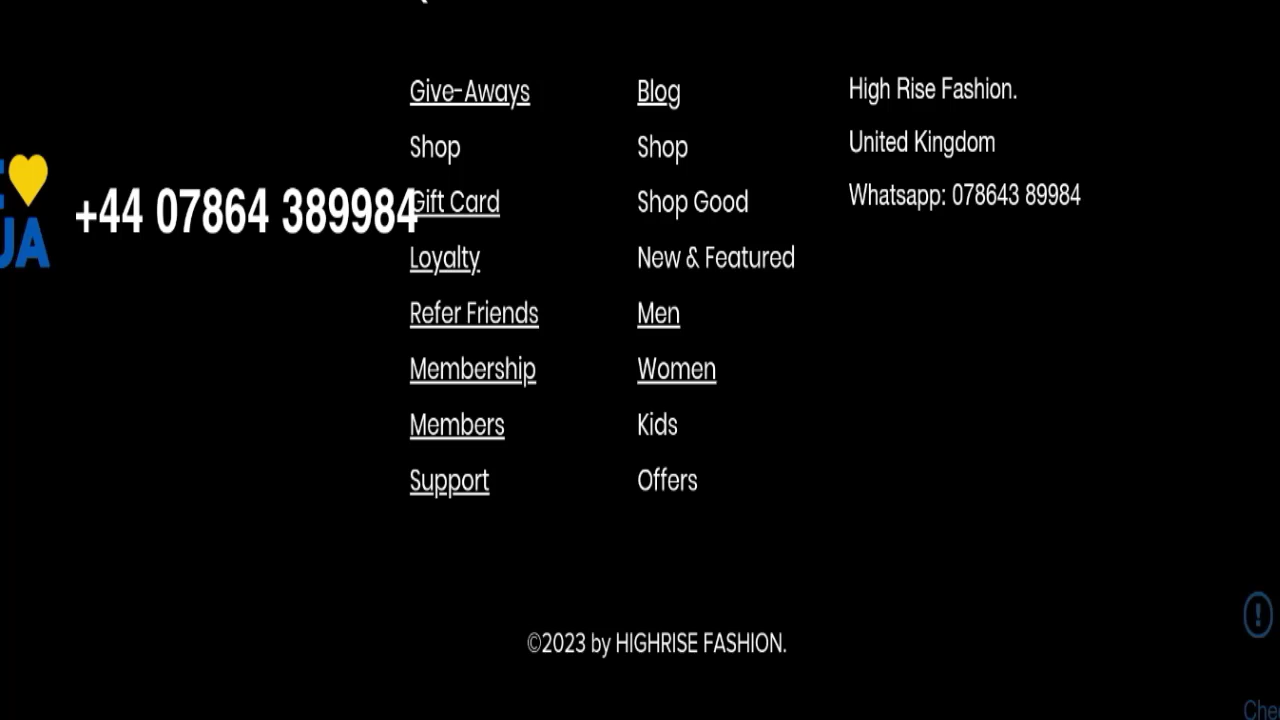 UA
+44 07864 389984
Give-Aways
Shop
Gift Card
Loyalty
Refer Friends
Membership
Members
Support
Blog
Shop
Shop Good
New & Featured
Men
Women
Kids
Offers
High Rise Fashion.
United Kingdom
Whatsapp: 078643 89984
©2023 by HIGHRISE FASHION.